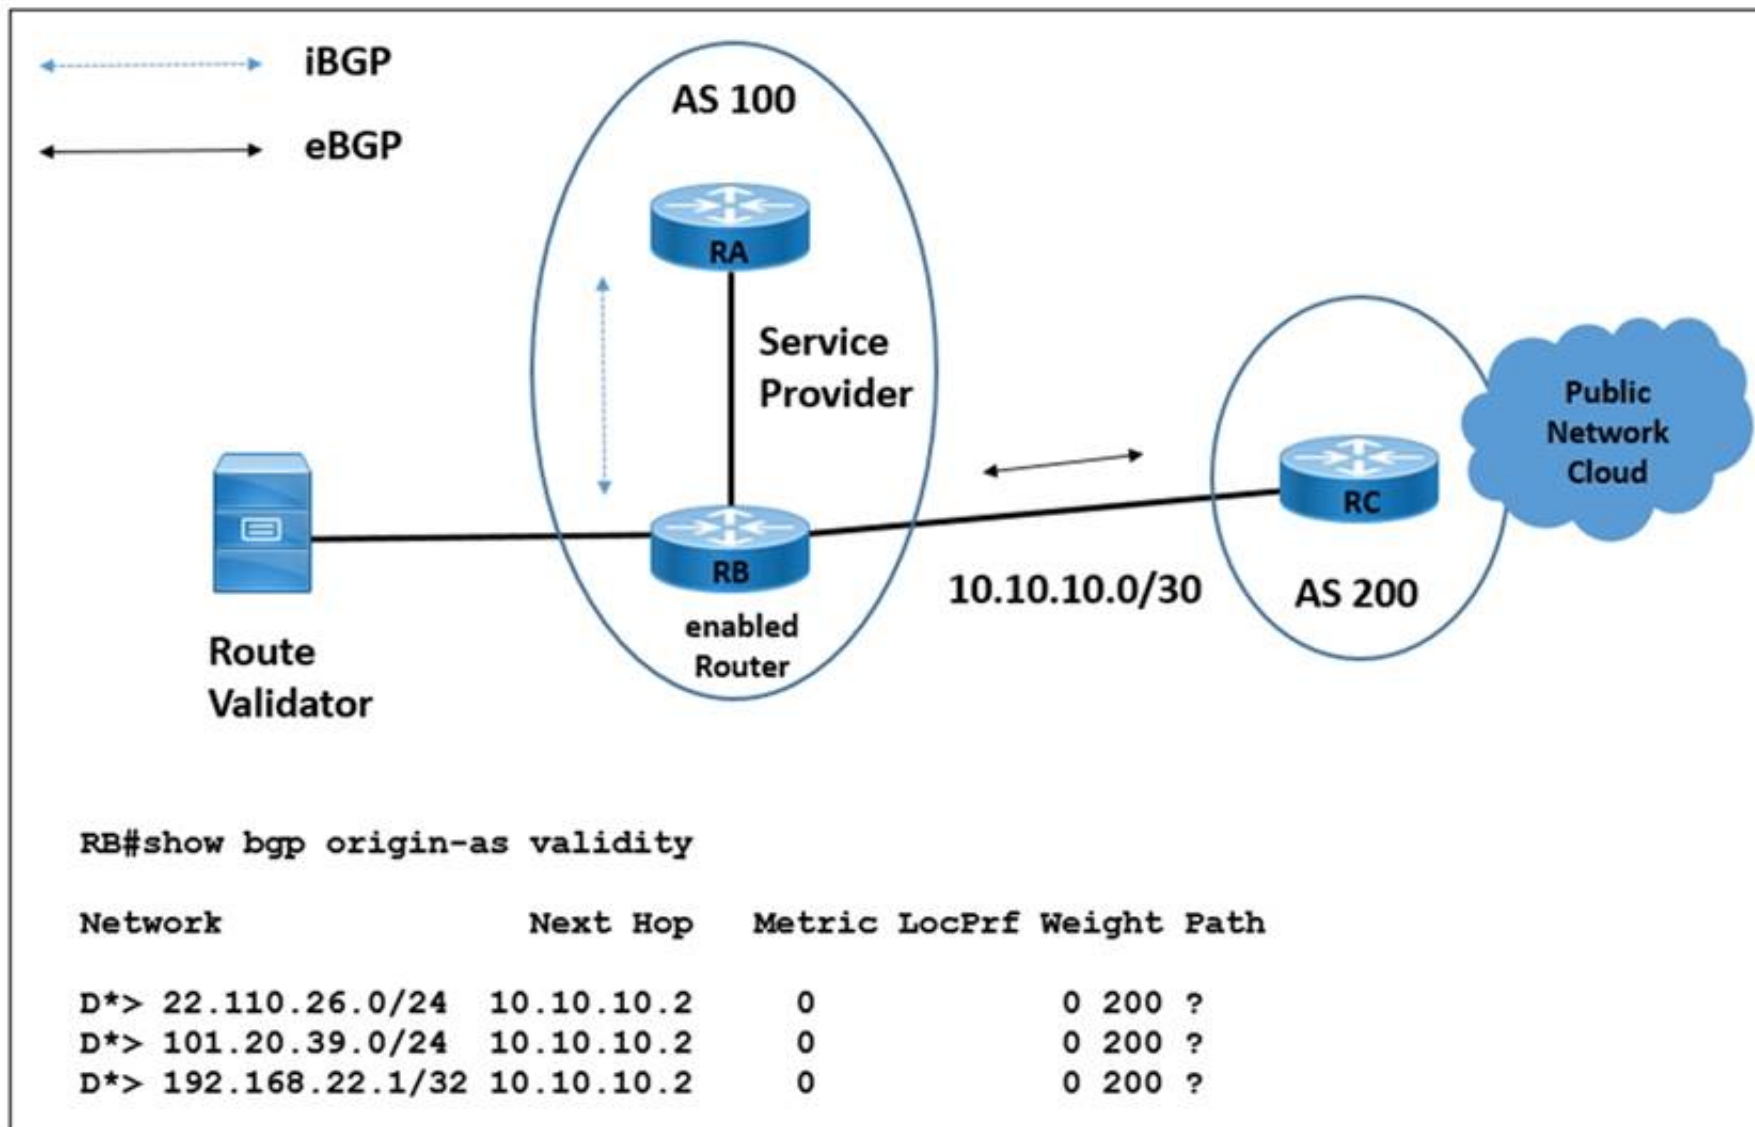 iBGP
eBGP
AS 100
RA
Service
Provider
RB
enabled
Router
Route
Validator
10.10.10.0/30
RC
AS 200
Public
Network
Cloud
RB#show bgp origin-as validity
Network Next Hop Metric LocPrf Weight Path
D*> 22.110.26.0/24 10.10.10.2 0 0 200 ?
D*> 101.20.39.0/24 10.10.10.2 0 0 200 ?
D*> 192.168.22.1/32 10.10.10.2 0 0 200 ?